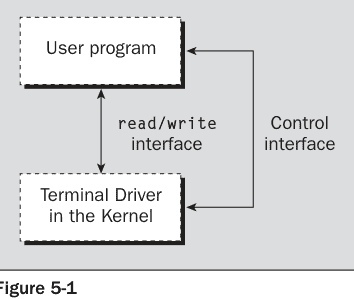 User program
read/write
interface
Control
interface
Terminal Driver
in the Kernel
Figure 5-1